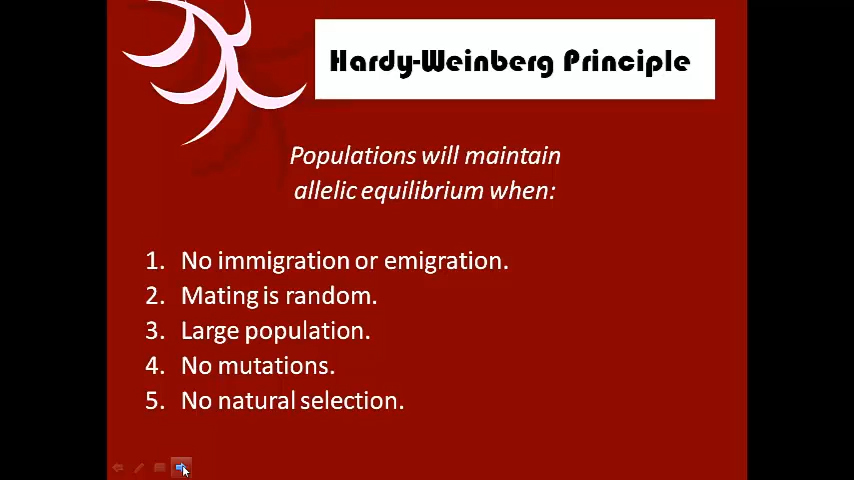 Hardy-Weinberg Principle
Populations will maintain
allelic equilibrium when:
1. No immigration or emigration.
2. Mating is random.
3. Large population.
4. No mutations.
5. No natural selection.